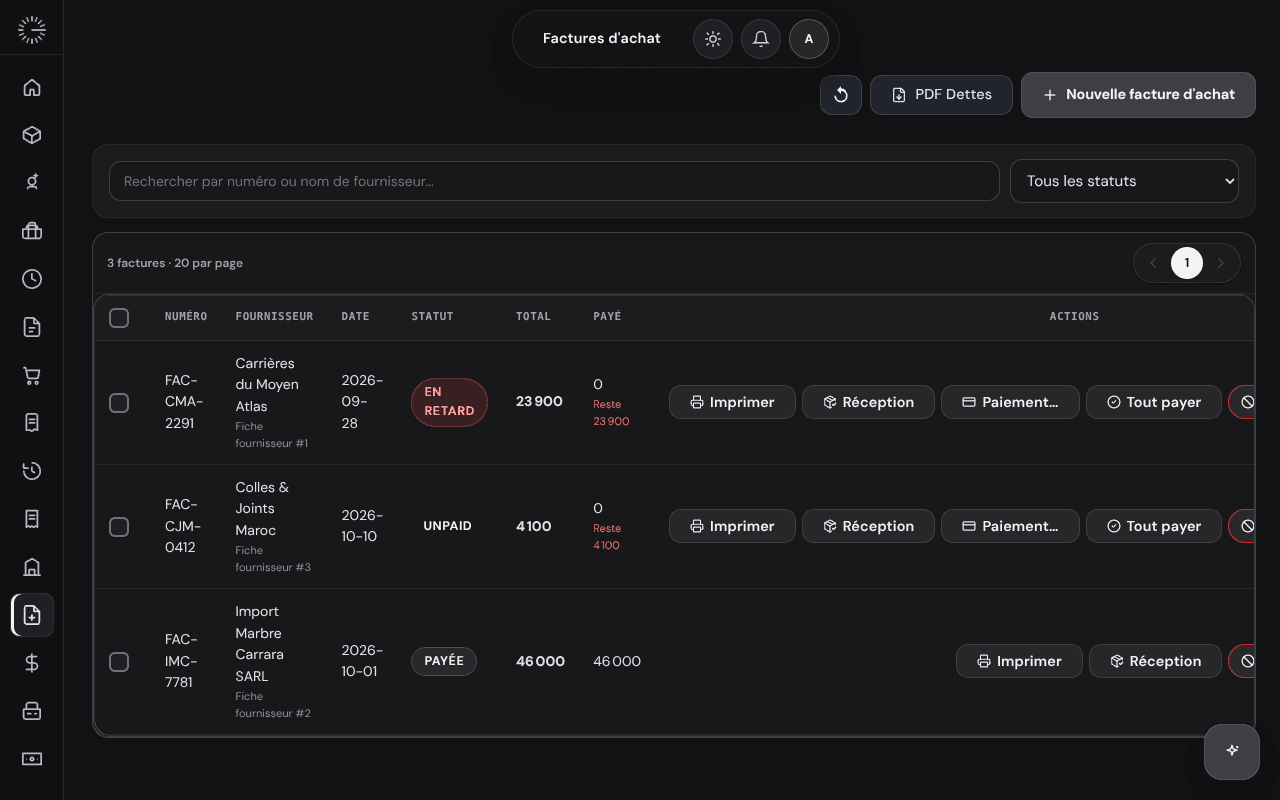 Factures d'achat
A
PDF Dettes
Nouvelle facture d'achat
Rechercher par numéro ou nom de fournisseur...
Tous les statuts
3 factures · 20 par page
1
NUMÉRO FOURNISSEUR DATE STATUT TOTAL PAYÉ ACTIONS
FAC-
CMA-
2291
Carrières
du Moyen
Atlas
Fiche
fournisseur #1
2026-
09-
28
EN
RETARD
23 900
0
Reste
23 900
Imprimer
Réception
Paiement...
Tout payer
FAC-
CJM-
0412
Colles &
Joints
Maroc
Fiche
fournisseur #3
2026-
10-10
UNPAID
4 100
0
Reste
4 100
Imprimer
Réception
Paiement...
Tout payer
FAC-
IMC-
7781
Import
Marbre
Carrara
SARL
Fiche
fournisseur #2
2026-
10-01
PAYÉE
46 000
46 000
Imprimer
Réception